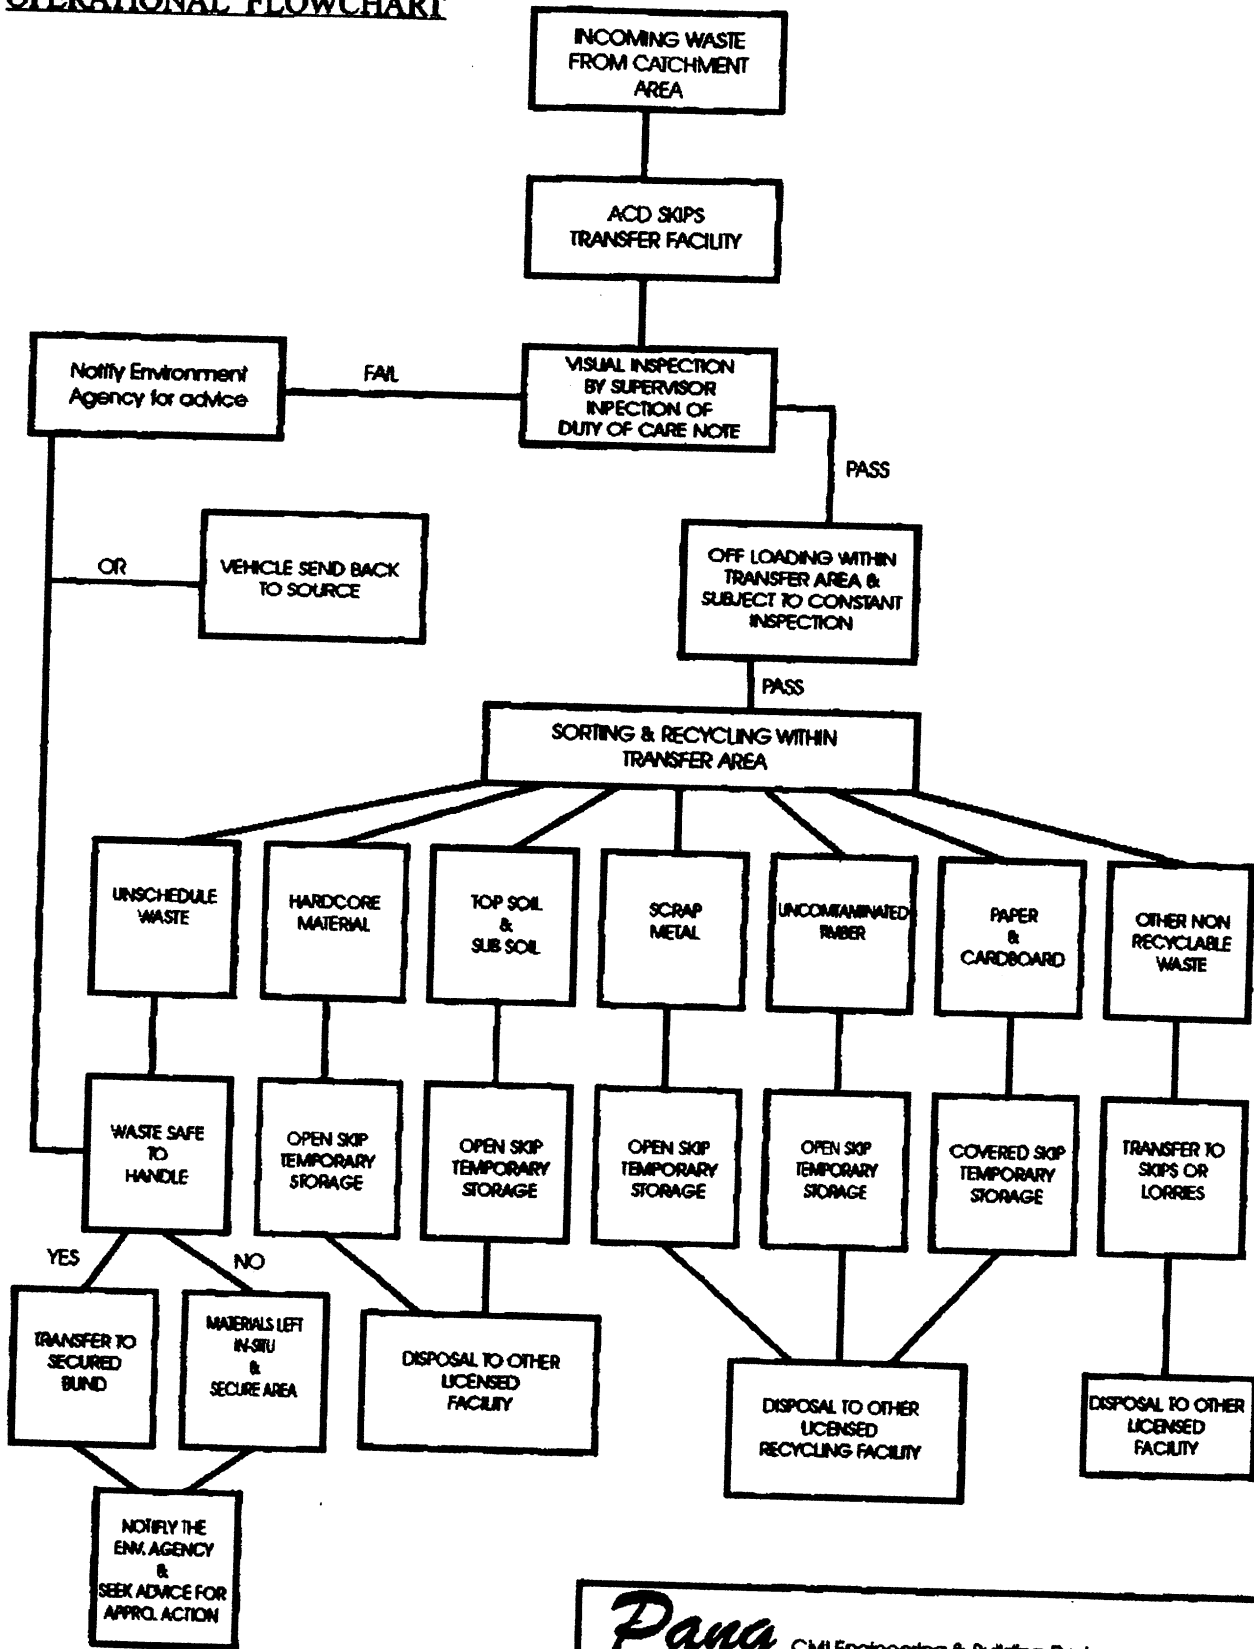 OPERATIONAL FLOWCHART
INCOMING WASTE
FROM CATCHMENT
AREA
ACD SKIPS
TRANSFER FACILITY
VISUAL INSPECTION
BY SUPERVISOR
INPECTION OF
DUTY OF CARE NOTE
FAIL
Notify Environment
Agency for advice
PASS
OR
VEHICLE SEND BACK
TO SOURCE
OFF LOADING WITHIN
TRANSFER AREA &
SUBJECT TO CONSTANT
INSPECTION
PASS
SORTING & RECYCLING WITHIN
TRANSFER AREA
UNSCHEDULE
WASTE
HARDCORE
MATERIAL
TOP SOIL
&
SUB SOIL
SCRAP
METAL
UNCOMTAMINATED
TIMBER
PAPER
&
CARDBOARD
OTHER NON
RECYCLABLE
WASTE
WASTE SAFE
TO
HANDLE
OPEN SKIP
TEMPORARY
STORAGE
OPEN SKIP
TEMPORARY
STORAGE
OPEN SKIP
TEMPORARY
STORAGE
OPEN SKIP
TEMPORARY
STORAGE
COVERED SKIP
TEMPORARY
STORAGE
TRANSFER TO
SKIPS OR
LORRIES
YES
NO
TRANSFER TO
SECURED
BUND
MATERIALS LEFT
IN-SITU
&
SECURE AREA
DISPOSAL TO OTHER
LICENSED
FACILITY
DISPOSAL TO OTHER
LICENSED
RECYCLING FACILITY
DISPOSAL TO OTHER
LICENSED
FACILITY
NOTIFLY THE
ENV. AGENCY
&
SEEK ADVICE FOR
APPRO. ACTION
Pang Civil Engineering & Building